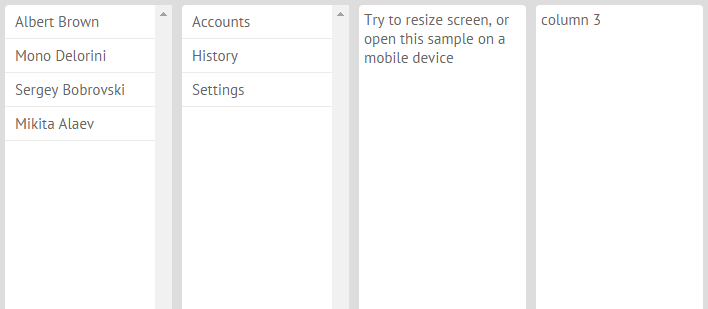 Albert Brown
Mono Delorini
Sergey Bobrovski
Mikita Alaev
Accounts
History
Settings
Try to resize screen, or
open this sample on a
mobile device
column 3